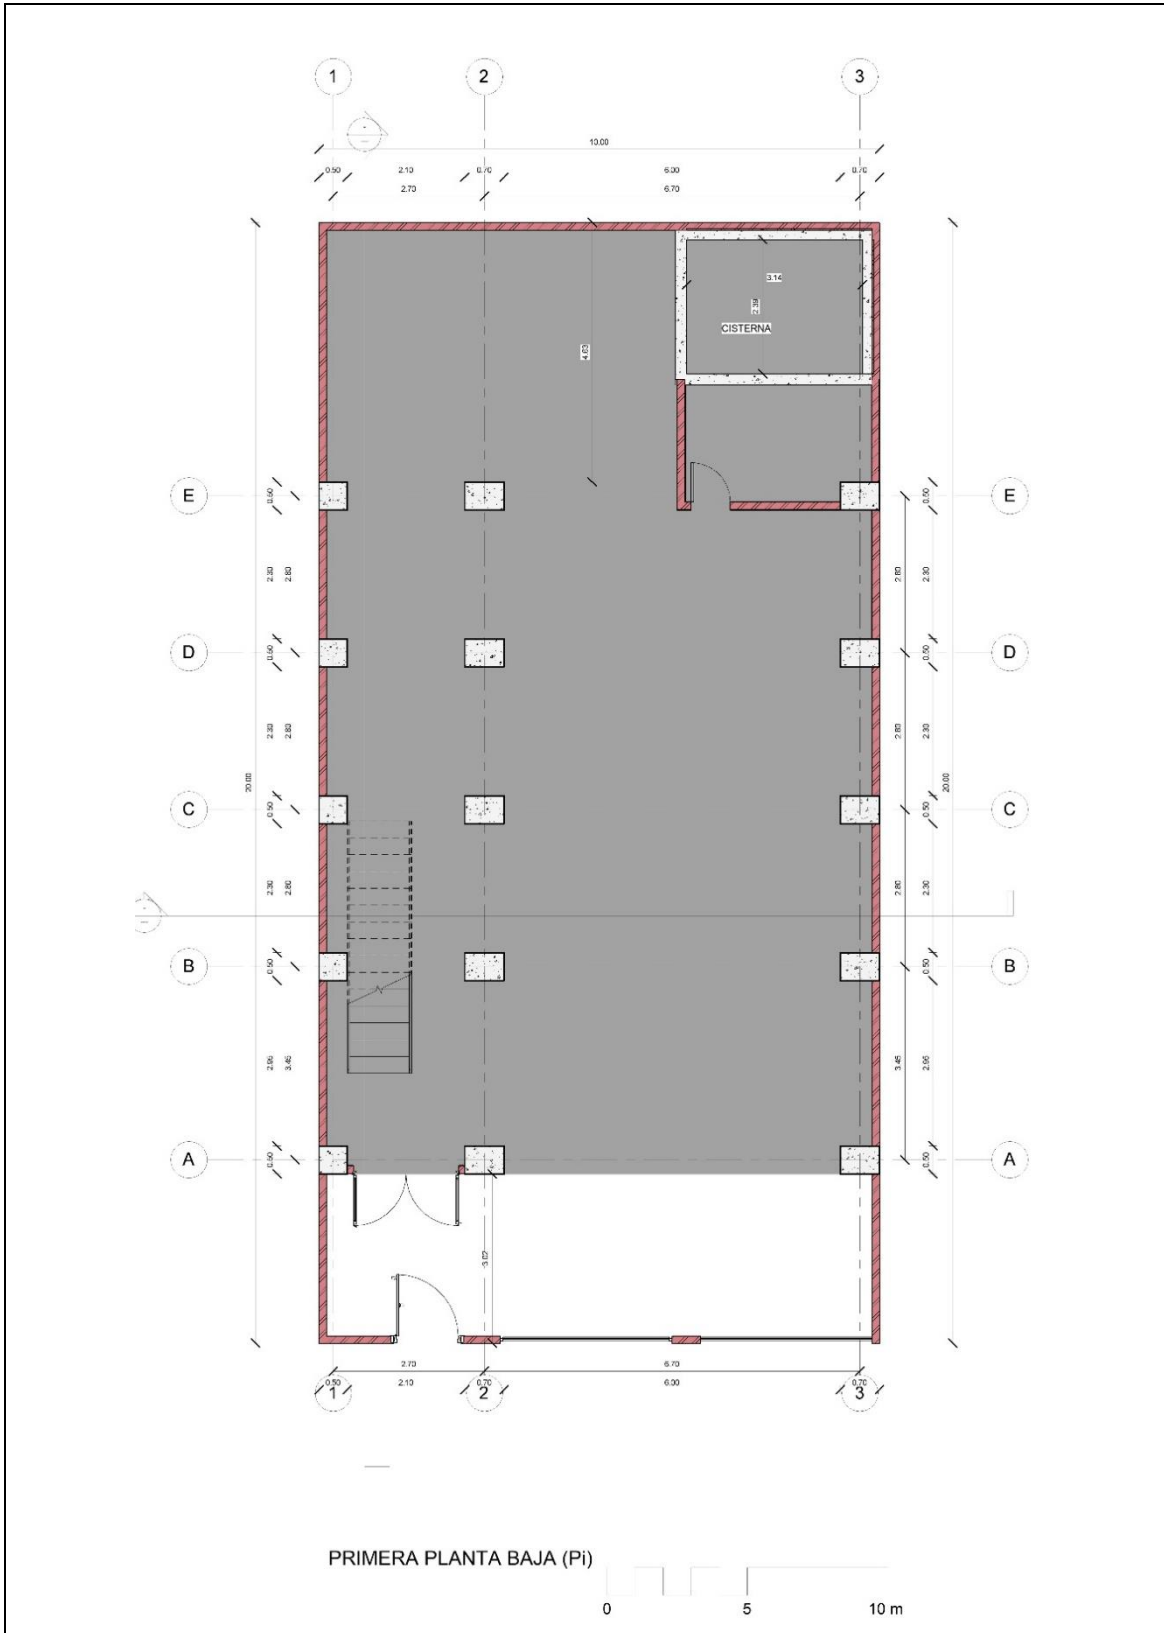 1 2 3
10.00
0.50 2.10 0.70 6.00 0.70
2.70 6.70
3.14
2.39
CISTERNA
4.63
E 0.50 0.50 E
2.30 2.80 2.80 2.30
D 0.50 0.50 D
2.30 2.80 2.80 2.30
20.00 20.00
C 0.50 0.50 C
2.30 2.80 2.80 2.30
B 0.50 0.50 B
2.95 3.45 3.45 2.95
A 0.50 0.50 A
3.02
2.70 6.70
0.50 2.10 0.70 6.00 0.70
1 2 3
PRIMERA PLANTA BAJA (Pi)
0 5 10 m